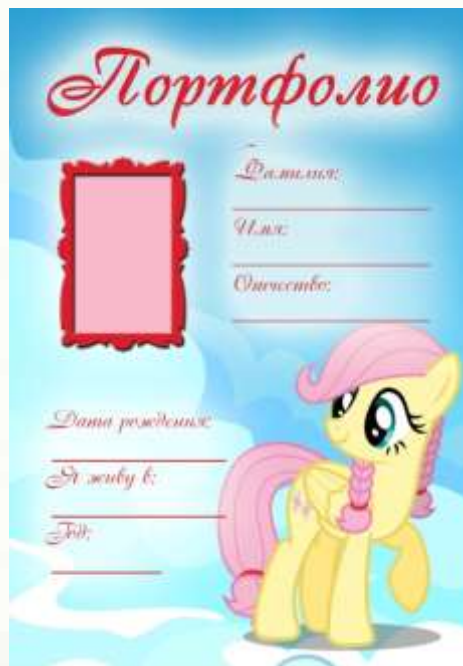 Портфолио
Фамилия:
Имя:
Отчество:
Дата рождения:
Я живу в:
Год: